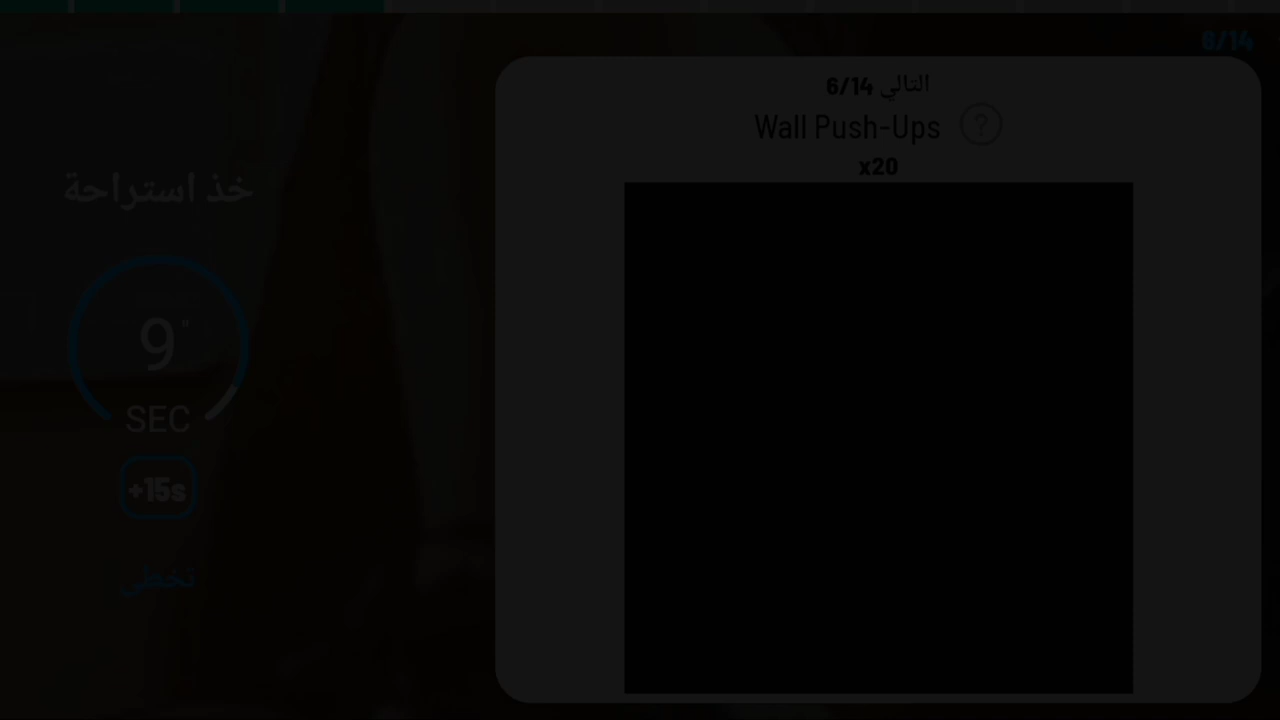 6/14
التالي 6/14
Wall Push-Ups ?
x20
خذ استراحة
9"
SEC
+15s
تخطي